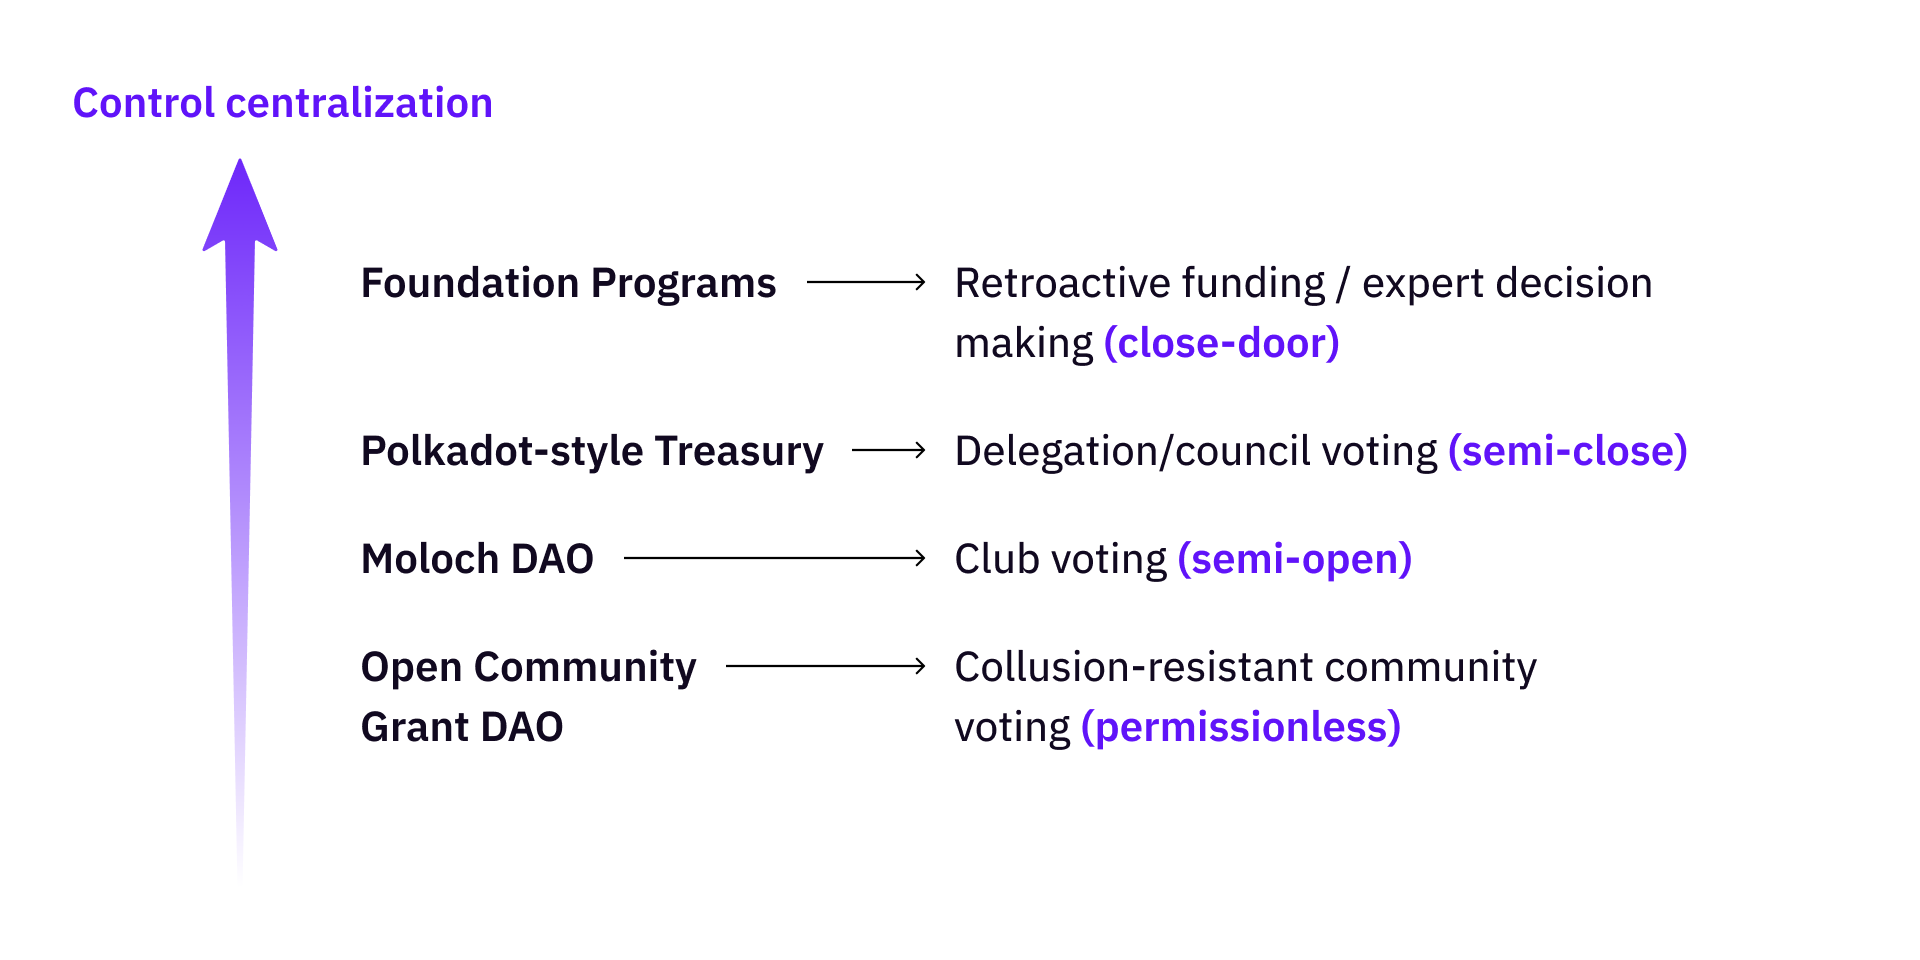 Control centralization
Foundation Programs
Retroactive funding / expert decision
making (close-door)
Polkadot-style Treasury
Delegation/council voting (semi-close)
Moloch DAO
Club voting (semi-open)
Open Community
Grant DAO
Collusion-resistant community
voting (permissionless)